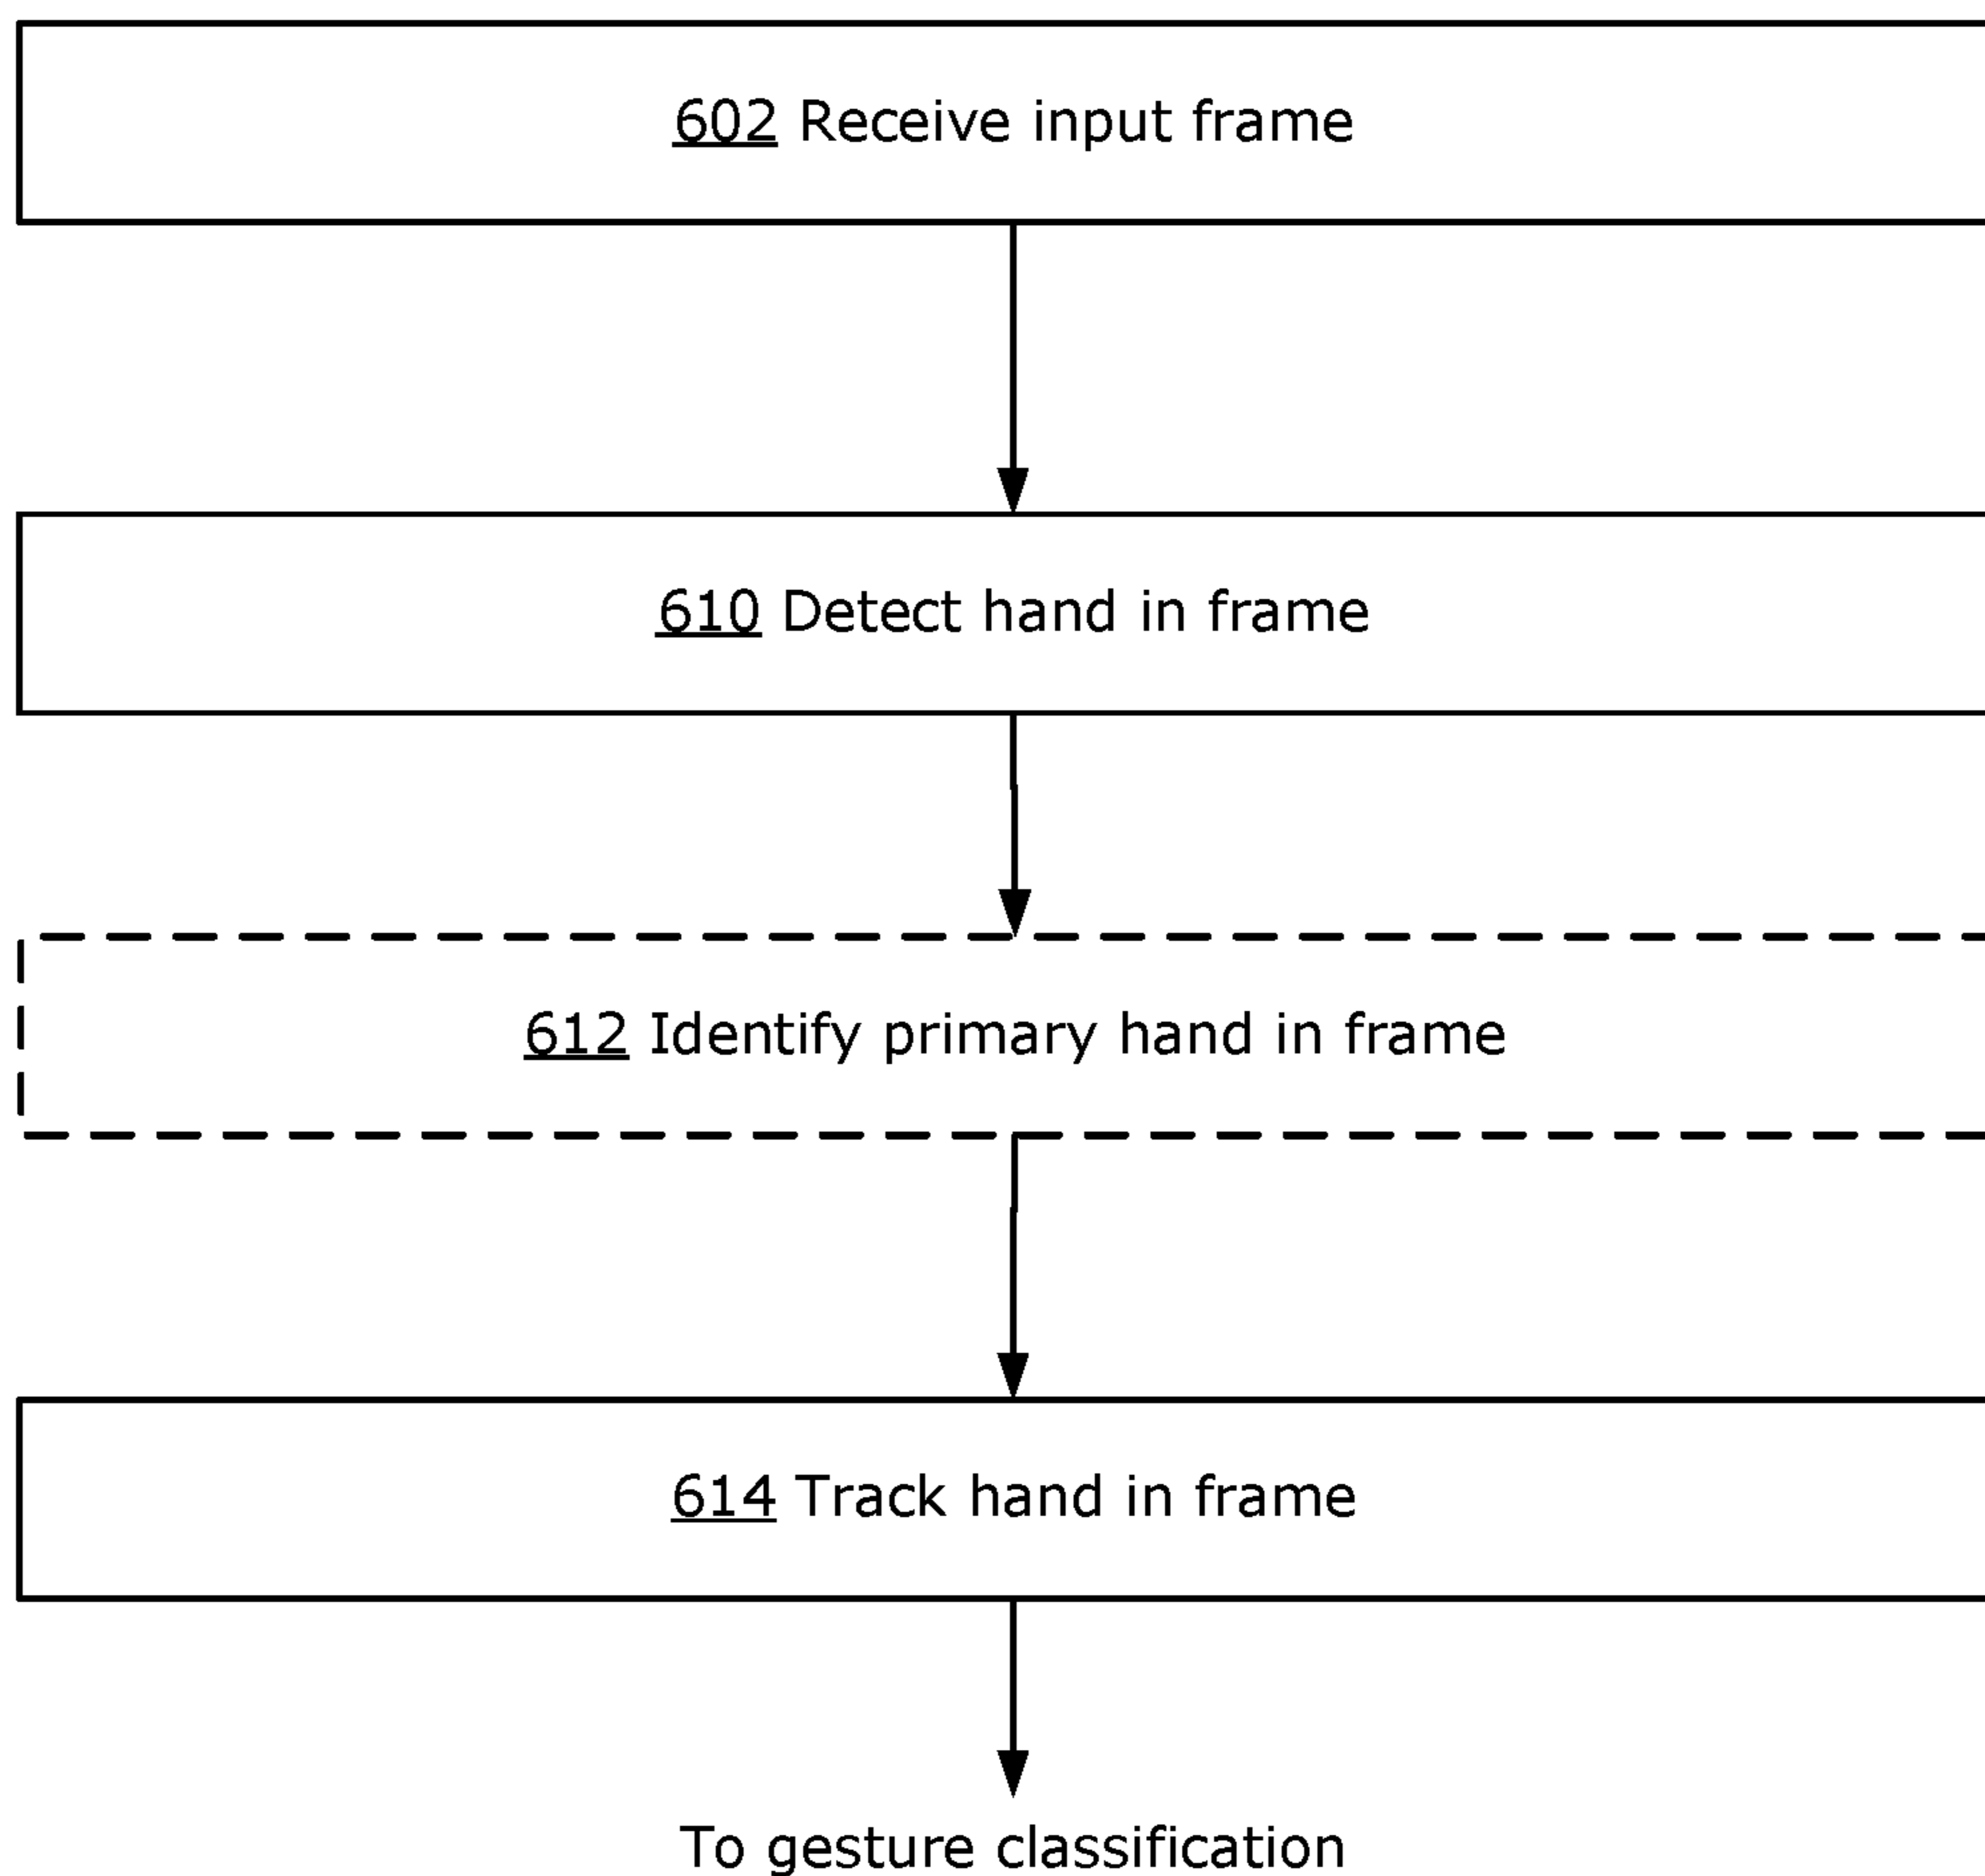 602 Receive input frame
610 Detect hand in frame
612 Identify primary hand in frame
614 Track hand in frame
To gesture classification